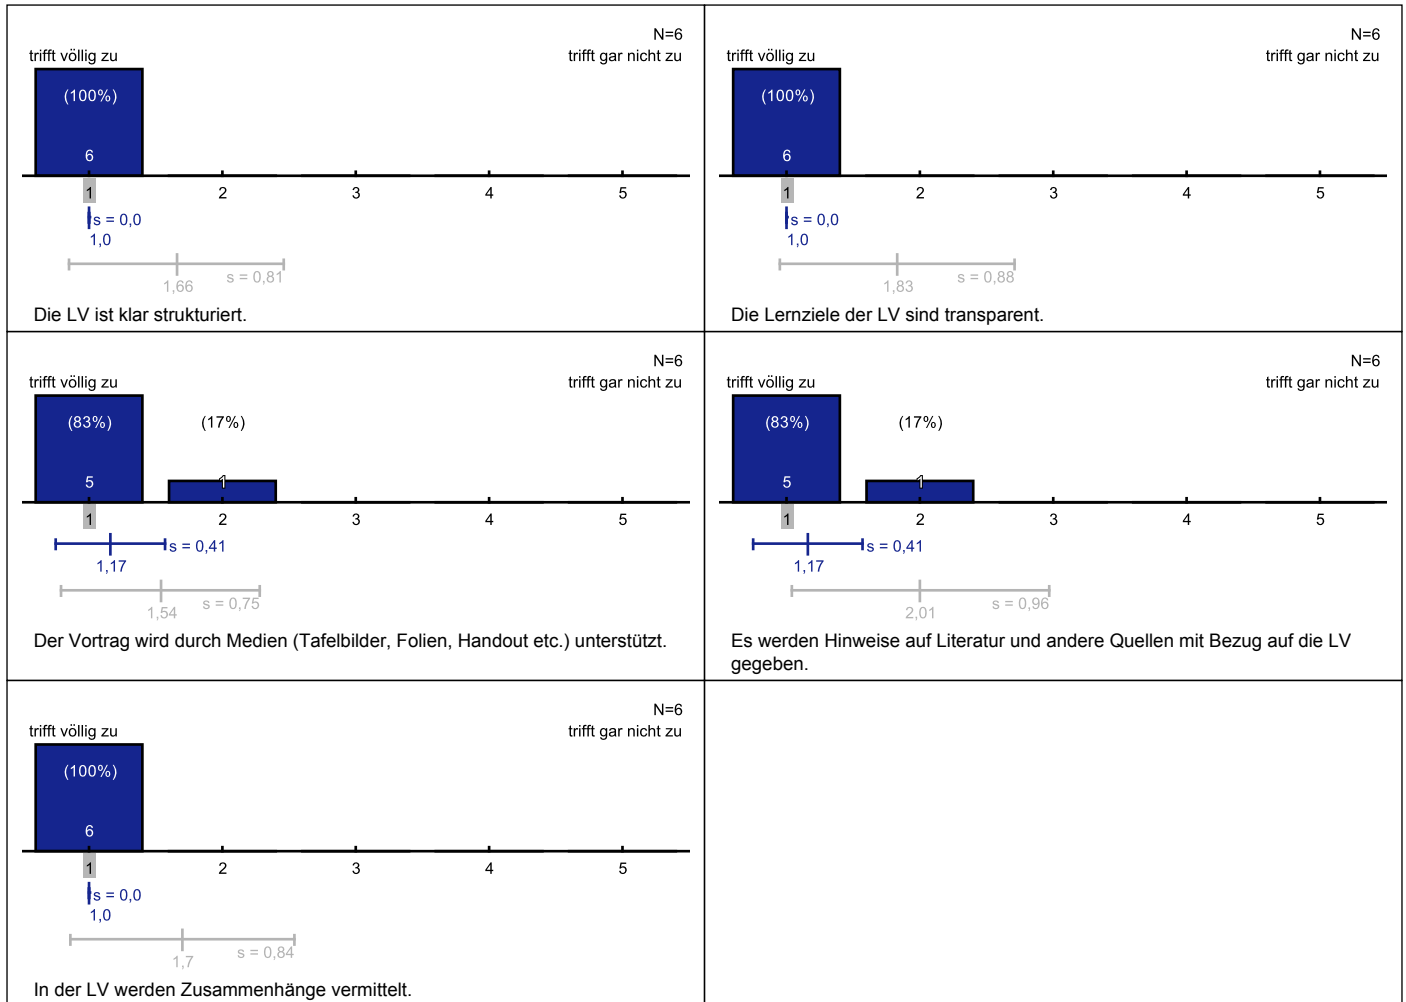 N=6
trifft völlig zu
trifft gar nicht zu
(100%)
6
1 2 3 4 5
s = 0,0
1,0
s = 0,81
1,66
Die LV ist klar strukturiert.
N=6
trifft völlig zu
trifft gar nicht zu
(100%)
6
1 2 3 4 5
s = 0,0
1,0
s = 0,88
1,83
Die Lernziele der LV sind transparent.
N=6
trifft völlig zu
trifft gar nicht zu
(83%) (17%)
5 1
1 2 3 4 5
s = 0,41
1,17
s = 0,75
1,54
Der Vortrag wird durch Medien (Tafelbilder, Folien, Handout etc.) unterstützt.
N=6
trifft völlig zu
trifft gar nicht zu
(83%) (17%)
5 1
1 2 3 4 5
s = 0,41
1,17
s = 0,96
2,01
Es werden Hinweise auf Literatur und andere Quellen mit Bezug auf die LV
gegeben.
N=6
trifft völlig zu
trifft gar nicht zu
(100%)
6
1 2 3 4 5
s = 0,0
1,0
s = 0,84
1,7
In der LV werden Zusammenhänge vermittelt.